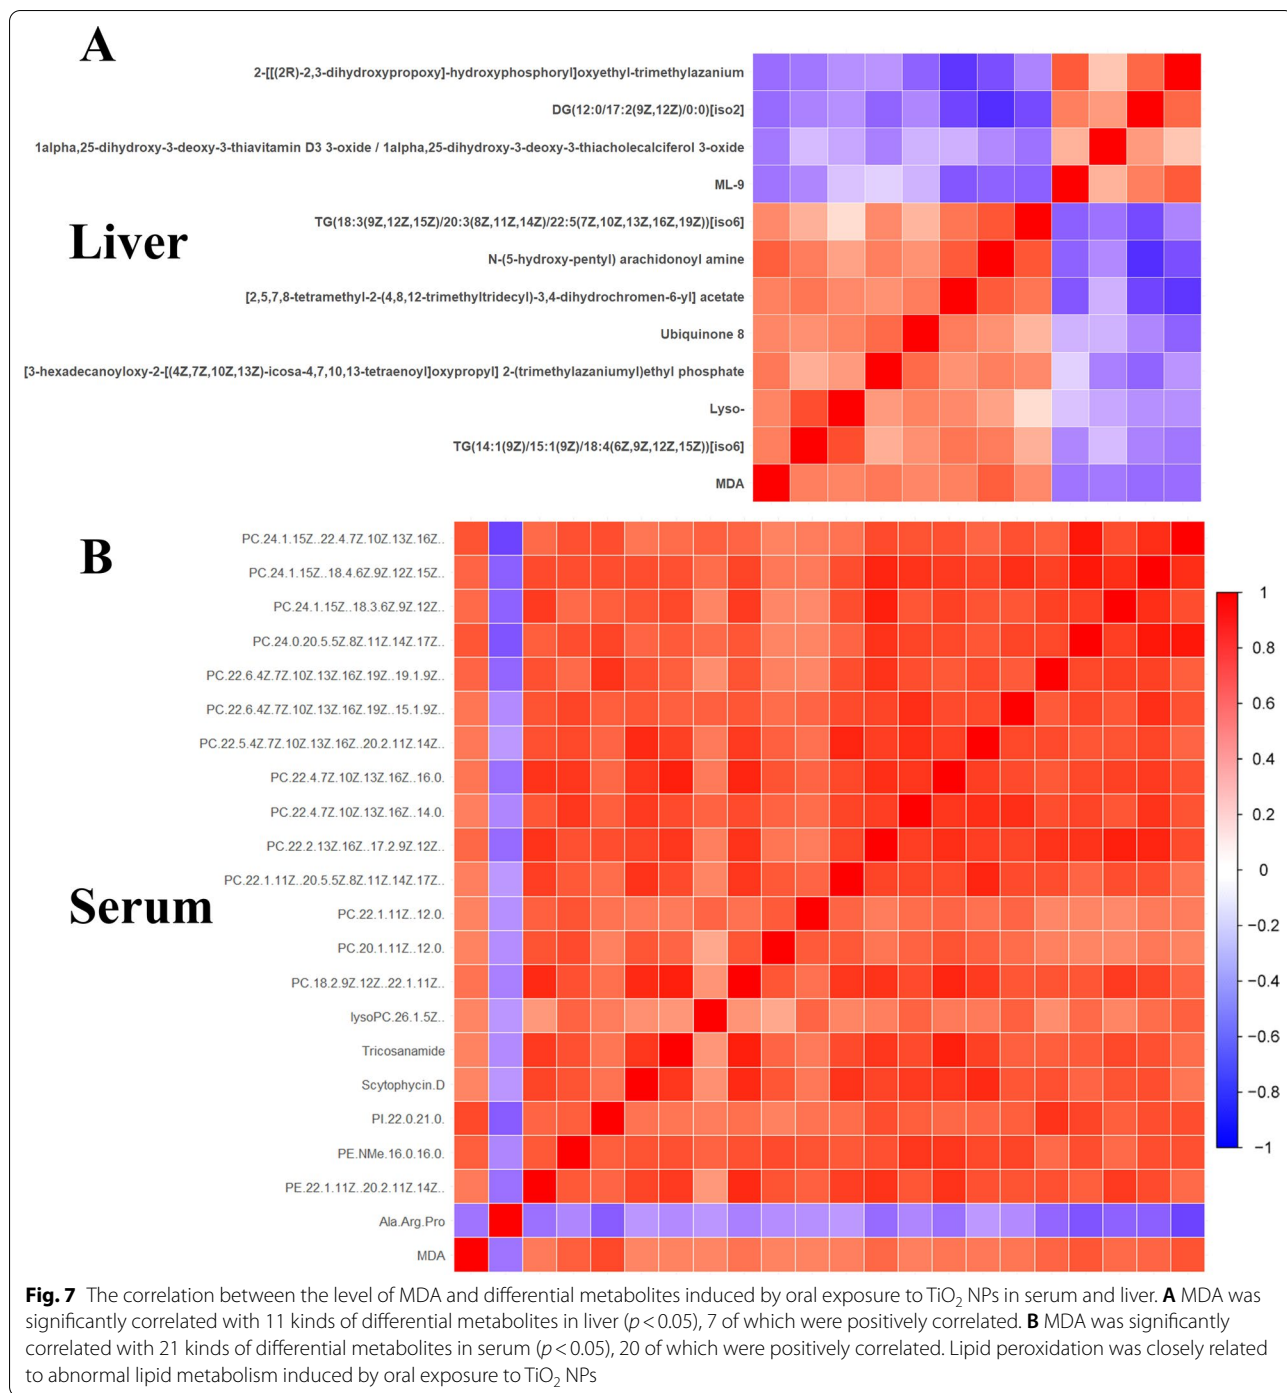 A
2-[[(2R)-2,3-dihydroxypropoxy]-hydroxyphosphoryl]oxyethyl-trimethylazanium
DG(12:0/17:2(9Z,12Z)/0:0)[iso2]
1alpha,25-dihydroxy-3-deoxy-3-thiavitamin D3 3-oxide / 1alpha,25-dihydroxy-3-deoxy-3-thiacholecalciferol 3-oxide
ML-9
TG(18:3(9Z,12Z,15Z)/20:3(8Z,11Z,14Z)/22:5(7Z,10Z,13Z,16Z,19Z))[iso6]
Liver
N-(5-hydroxy-pentyl) arachidonoyl amine
[2,5,7,8-tetramethyl-2-(4,8,12-trimethyltridecyl)-3,4-dihydrochromen-6-yl] acetate
Ubiquinone 8
[3-hexadecanoyloxy-2-[(4Z,7Z,10Z,13Z)-icosa-4,7,10,13-tetraenoyl]oxypropyl] 2-(trimethylazaniumyl)ethyl phosphate
Lyso-
TG(14:1(9Z)/15:1(9Z)/18:4(6Z,9Z,12Z,15Z))[iso6]
MDA
B
PC.24.1.15Z..22.4.7Z.10Z.13Z.16Z..
PC.24.1.15Z..18.4.6Z.9Z.12Z.15Z..
PC.24.1.15Z..18.3.6Z.9Z.12Z..
PC.24.0.20.5.5Z.8Z.11Z.14Z.17Z..
PC.22.6.4Z.7Z.10Z.13Z.16Z.19Z..19.1.9Z..
PC.22.6.4Z.7Z.10Z.13Z.16Z.19Z..15.1.9Z..
PC.22.5.4Z.7Z.10Z.13Z.16Z..20.2.11Z.14Z..
PC.22.4.7Z.10Z.13Z.16Z..16.0.
PC.22.4.7Z.10Z.13Z.16Z..14.0.
PC.22.2.13Z.16Z..17.2.9Z.12Z..
PC.22.1.11Z..20.5.5Z.8Z.11Z.14Z.17Z..
Serum
PC.22.1.11Z..12.0.
PC.20.1.11Z..12.0.
PC.18.2.9Z.12Z..22.1.11Z..
lysoPC.26.1.5Z..
Tricosanamide
Scytophycin.D
PI.22.0.21.0.
PE.NMe.16.0.16.0.
PE.22.1.11Z..20.2.11Z.14Z..
Ala.Arg.Pro
MDA
1
0.8
0.6
0.4
0.2
0
−0.2
−0.4
−0.6
−0.8
−1
Fig. 7 The correlation between the level of MDA and differential metabolites induced by oral exposure to TiO2 NPs in serum and liver. A MDA was
significantly correlated with 11 kinds of differential metabolites in liver (p < 0.05), 7 of which were positively correlated. B MDA was significantly
correlated with 21 kinds of differential metabolites in serum (p < 0.05), 20 of which were positively correlated. Lipid peroxidation was closely related
to abnormal lipid metabolism induced by oral exposure to TiO2 NPs